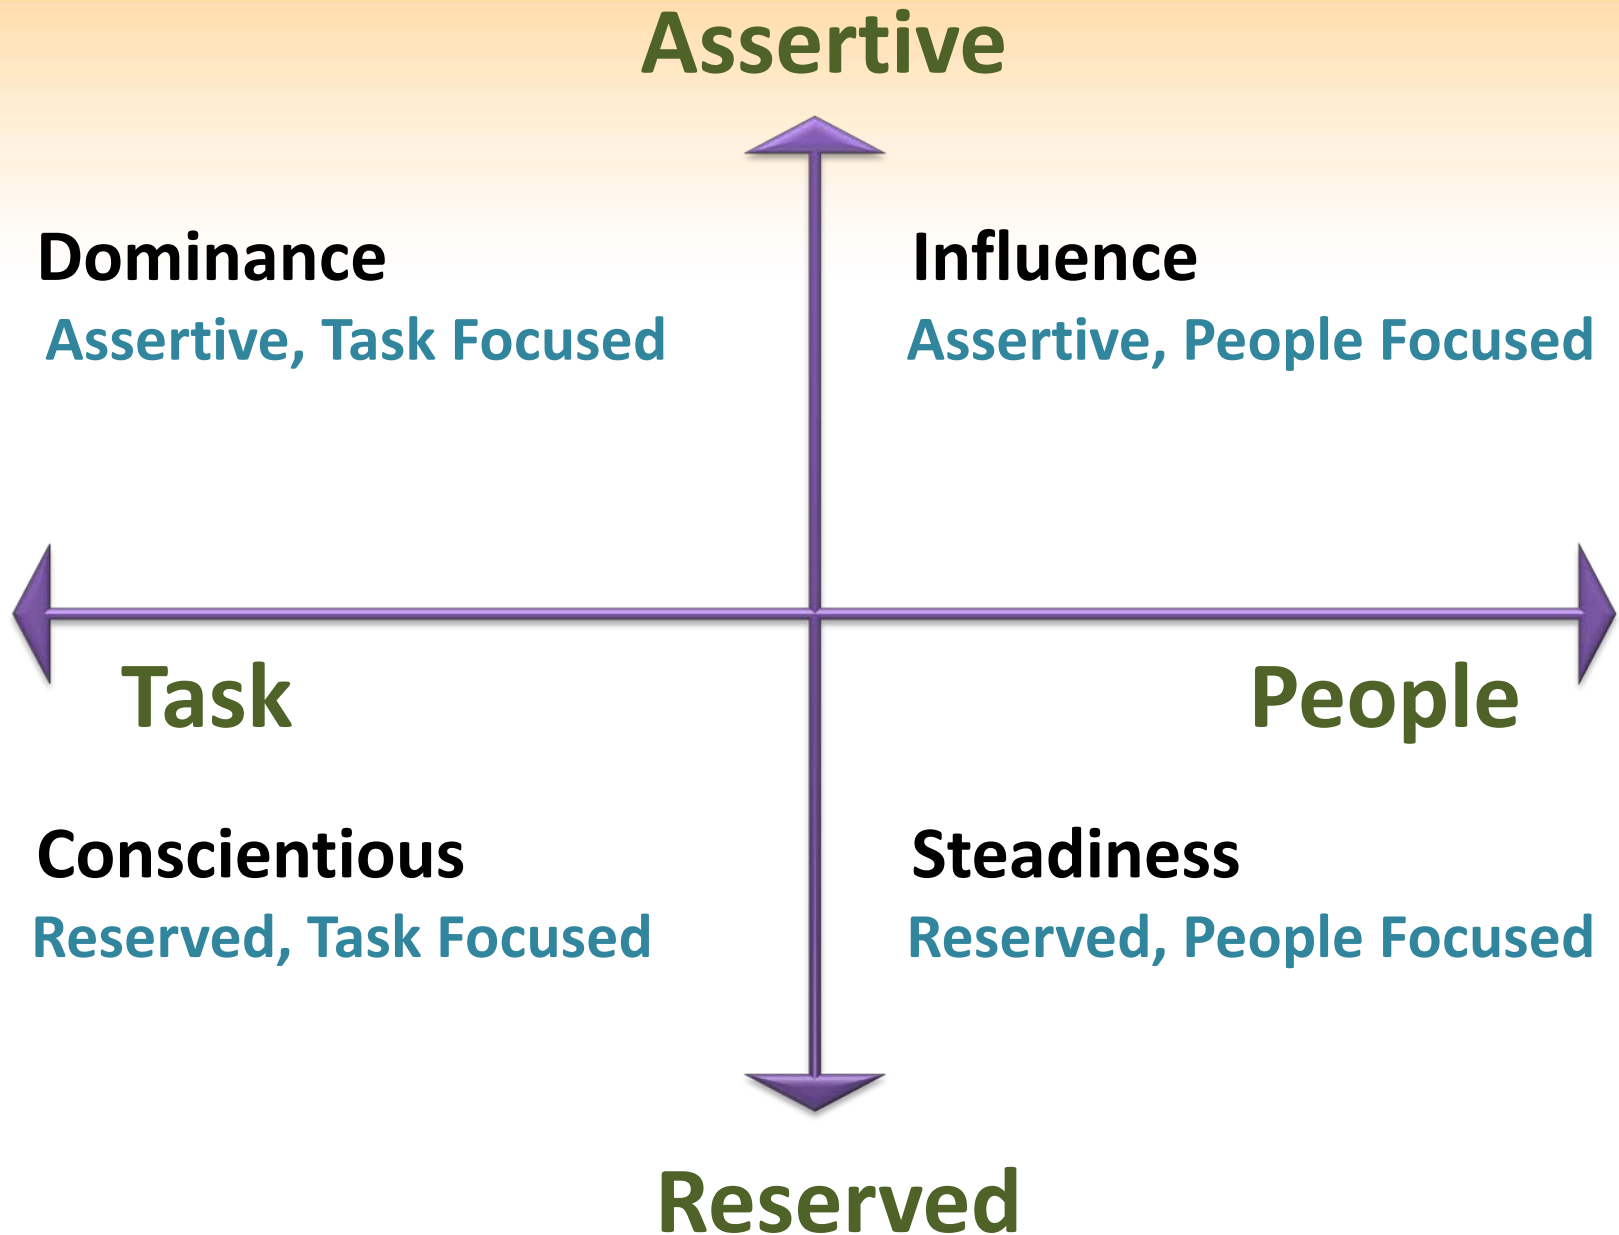 Assertive
Dominance
Assertive, Task Focused
Influence
Assertive, People Focused
Task
People
Conscientious
Reserved, Task Focused
Steadiness
Reserved, People Focused
Reserved